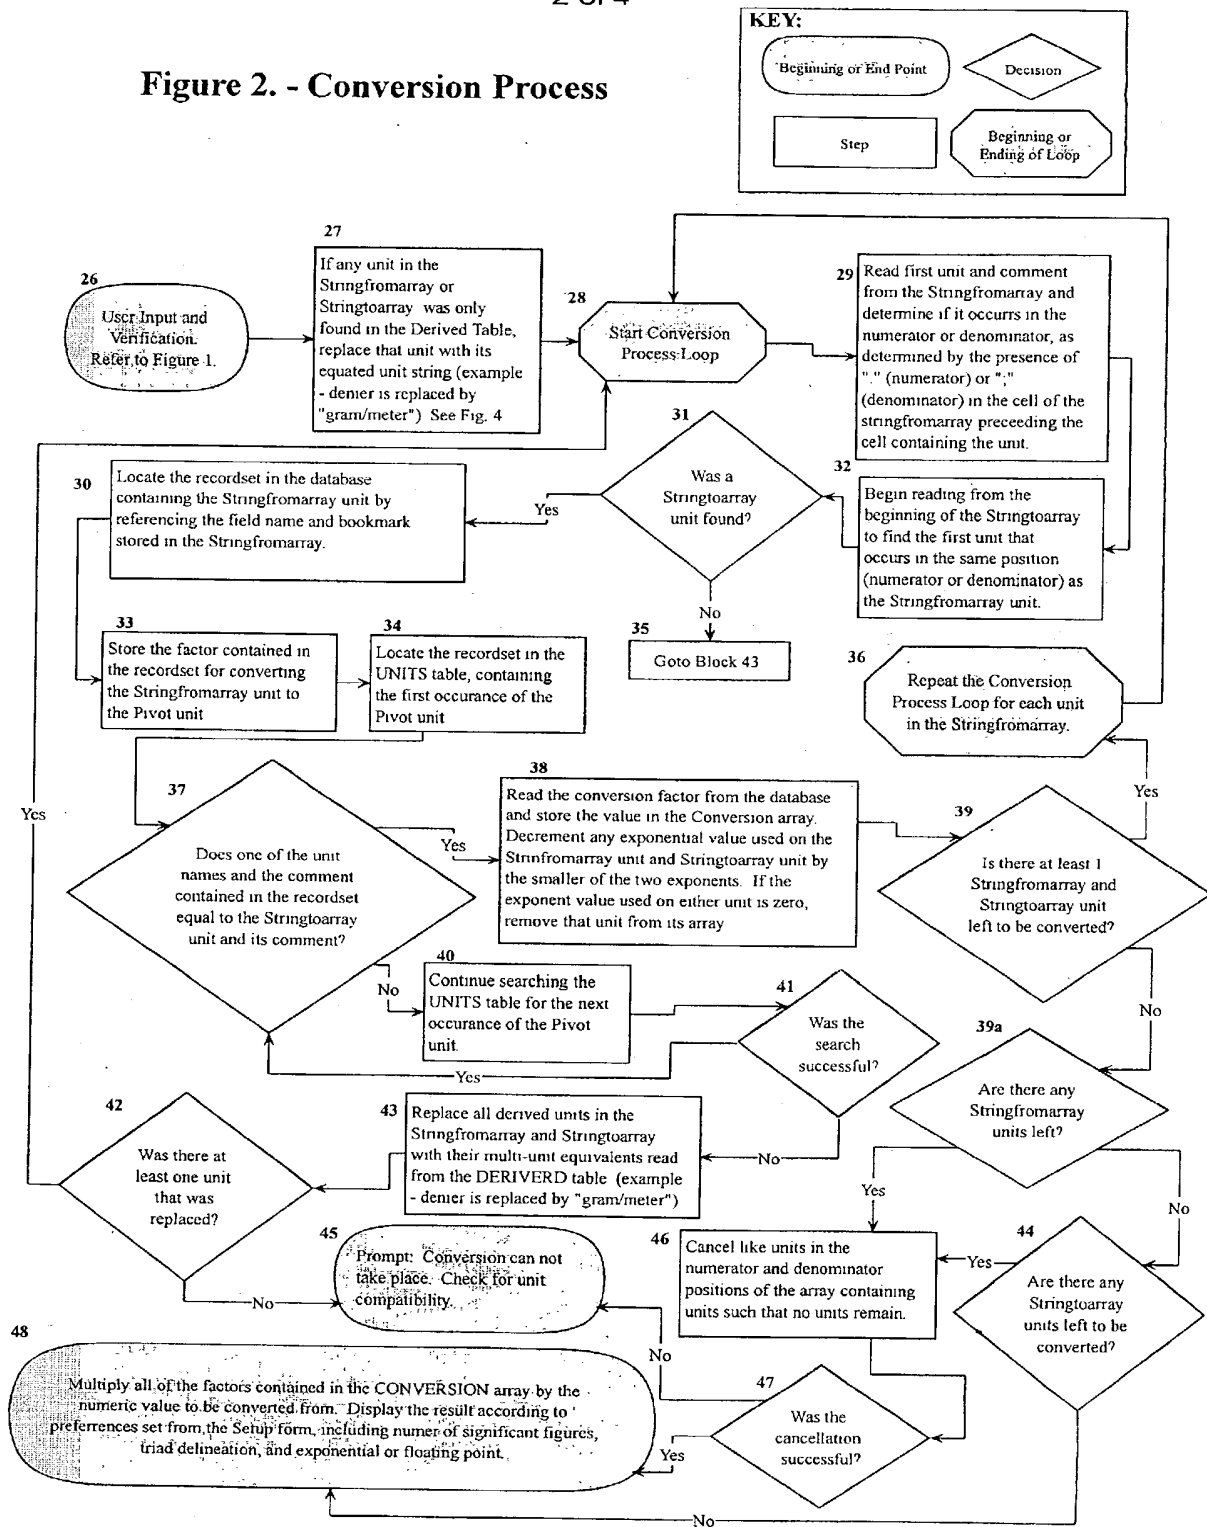 2 of 4
KEY:
Beginning or End Point
Decision
Step
Beginning or
Ending of Loop
Figure 2. - Conversion Process
26
User Input and
Verification.
Refer to Figure 1.
27
If any unit in the
Stringfromarray or
Stringtoarray was only
found in the Derived Table,
replace that unit with its
equated unit string (example
- denier is replaced by
"gram/meter") See Fig. 4
28
Start Conversion
Process Loop
29
Read first unit and comment
from the Stringfromarray and
determine if it occurrs in the
numerator or denominator, as
determined by the presence of
"." (numerator) or ";"
(denominator) in the cell of the
stringfromarray preceeding the
cell containing the unit.
30
Locate the recordset in the database
containing the Stringfromarray unit by
referencing the field name and bookmark
stored in the Stringfromarray.
Yes
31
Was a
Stringtoarray
unit found?
32
Begin reading from the
beginning of the Stringtoarray
to find the first unit that
occurs in the same position
(numerator or denominator) as
the Stringfromarray unit.
No
33
Store the factor contained in
the recordset for converting
the Stringfromarray unit to
the Pivot unit
34
Locate the recordset in the
UNITS table, containing
the first occurance of the
Pivot unit
35
Goto Block 43
36
Repeat the Conversion
Process Loop for each unit
in the Stringfromarray.
Yes
Yes
37
Does one of the unit
names and the comment
contained in the recordset
equal to the Stringtoarray
unit and its comment?
Yes
38
Read the conversion factor from the database
and store the value in the Conversion array.
Decrement any exponential value used on the
Strinfromarray unit and Stringtoarray unit by
the smaller of the two exponents. If the
exponent value used on either unit is zero,
remove that unit from its array
39
Is there at least 1
Stringfromarray and
Stringtoarray unit
left to be converted?
No
No
40
Continue searching the
UNITS table for the next
occurance of the Pivot
unit.
41
Was the
search
successful?
Yes
39a
Are there any
Stringfromarray
units left?
42
Was there at
least one unit
that was
replaced?
43
Replace all derived units in the
Stringfromarray and Stringtoarray
with their multi-unit equivalents read
from the DERIVERD table (example
- denier is replaced by "gram/meter")
No
Yes
No
44
Are there any
Stringtoarray
units left to be
converted?
Yes
45
Prompt: Conversion can not
take place. Check for unit
compatibility.
No
46
Cancel like units in the
numerator and denominator
positions of the array containing
units such that no units remain.
No
47
Was the
cancellation
successful?
Yes
48
Multiply all of the factors contained in the CONVERSION array by the
numeric value to be converted from. Display the result according to
preferrences set from the Setup form, including numer of significant figures,
triad delineation, and exponential or floating point.
No